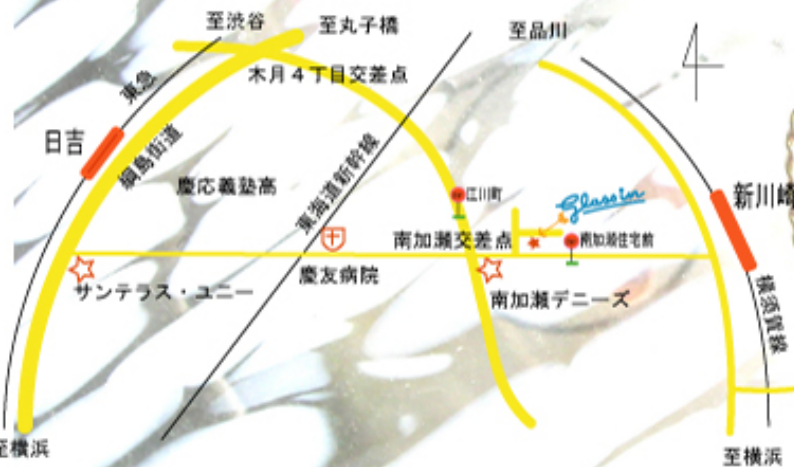 至渋谷
至丸子橋
至品川
木月4丁目交差点
東急
日吉
綱島街道
慶応義塾高
東海道新幹線
江川町
Glassin
新川崎
南加瀬交差点
南加瀬住宅前
慶友病院
サンテラス・ユニー
南加瀬デニーズ
横須賀線
至横浜
至横浜